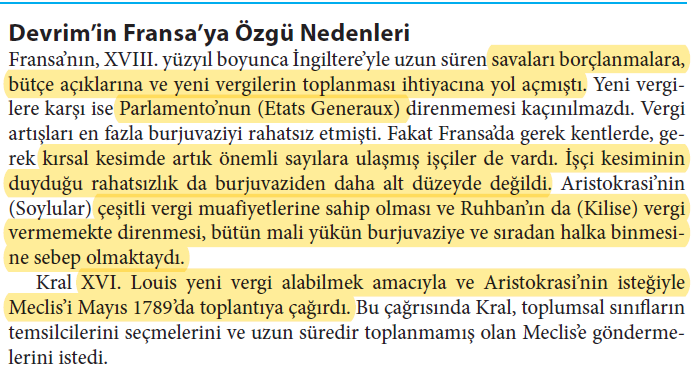 Devrim’in Fransa’ya Özgü Nedenleri
Fransa’nın, XVIII. yüzyıl boyunca İngiltere’yle uzun süren savaları borçlanmalara,
bütçe açıklarına ve yeni vergilerin toplanması ihtiyacına yol açmıştı. Yeni vergi-
lere karşı ise Parlamento’nun (Etats Generaux) direnmemesi kaçınılmazdı. Vergi
artışları en fazla burjuvaziyi rahatsız etmişti. Fakat Fransa’da gerek kentlerde, ge-
rek kırsal kesimde artık önemli sayılara ulaşmış işçiler de vardı. İşçi kesiminin
duyduğu rahatsızlık da burjuvaziden daha alt düzeyde değildi. Aristokrasi’nin
(Soylular) çeşitli vergi muafiyetlerine sahip olması ve Ruhban’ın da (Kilise) vergi
vermemekte direnmesi, bütün mali yükün burjuvaziye ve sıradan halka binmesi-
ne sebep olmaktaydı.
Kral XVI. Louis yeni vergi alabilmek amacıyla ve Aristokrasi’nin isteğiyle
Meclis’i Mayıs 1789’da toplantıya çağırdı. Bu çağrısında Kral, toplumsal sınıfların
temsilcilerini seçmelerini ve uzun süredir toplanmamış olan Meclis’e gönderme-
lerini istedi.